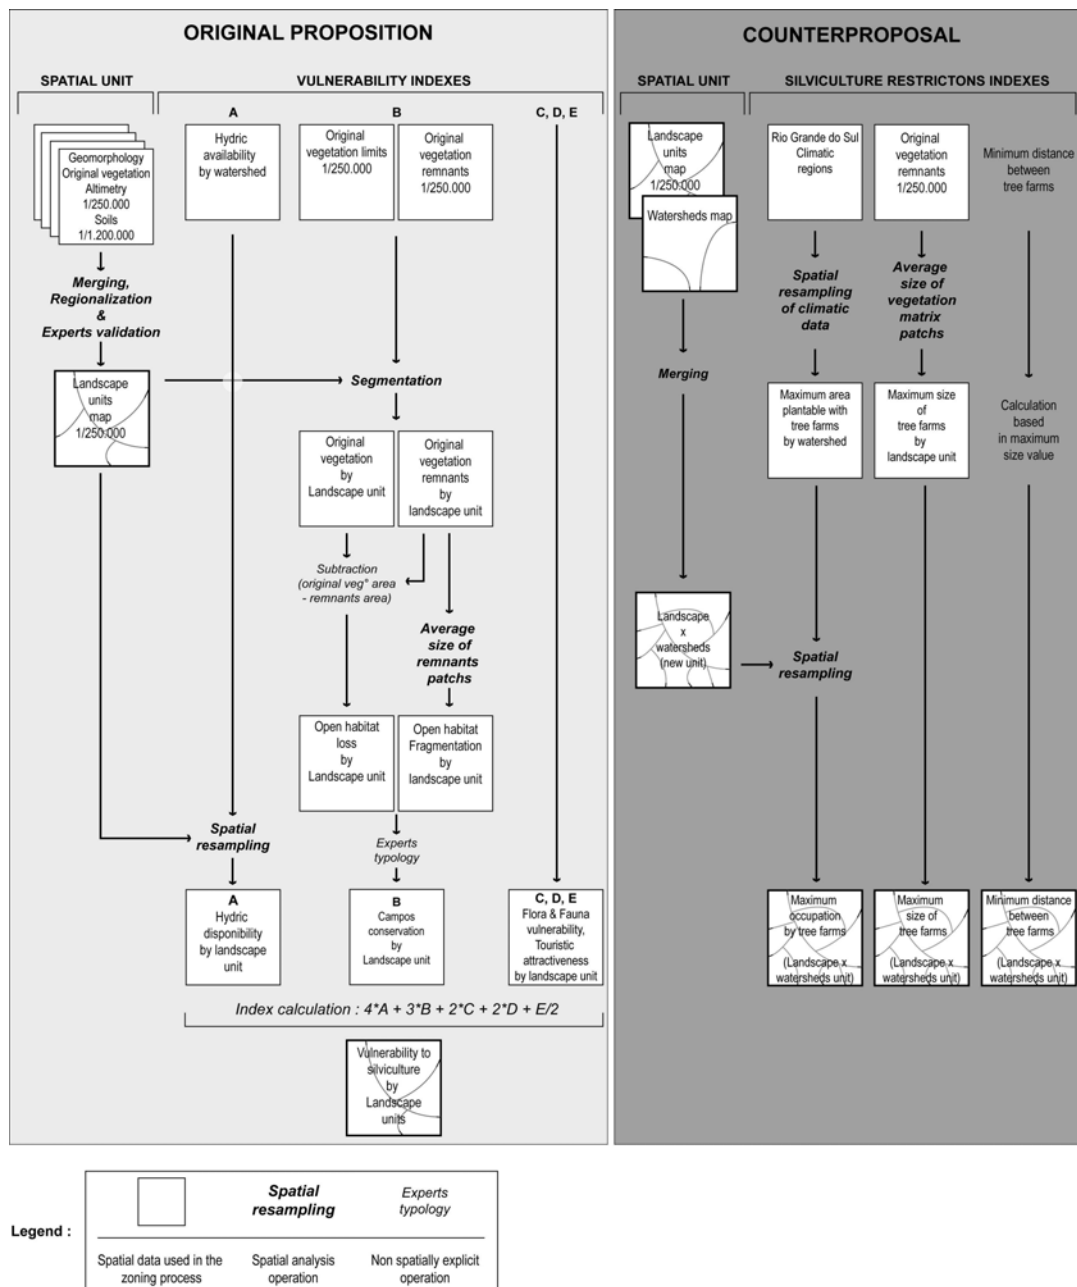 ORIGINAL PROPOSITION
SPATIAL UNIT
VULNERABILITY INDEXES
A
B
C, D, E
Geomorphology
Original vegetation
Altimetry
1/250.000
Soils
1/1.200.000
Hydric
availability
by watershed
Original
vegetation limits
1/250.000
Original
vegetation
remnants
1/250.000
Merging,
Regionalization
&
Experts validation
Landscape
units
map
1/250.000
Segmentation
Original
vegetation
by
Landscape unit
Original
vegetation
remnants
by
landscape unit
Subtraction
(original veg° area
- remnants area)
Average
size of
remnants
patchs
Open habitat
loss
by
Landscape unit
Open habitat
Fragmentation
by
landscape unit
Spatial
resampling
Experts
typology
A
Hydric
disponibility
by landscape
unit
B
Campos
conservation
by
Landscape unit
C, D, E
Flora & Fauna
vulnerability,
Touristic
attractiveness
by landscape unit
Index calculation : 4*A + 3*B + 2*C + 2*D + E/2
Vulnerability to
silviculture
by
Landscape
units
COUNTERPROPOSAL
SPATIAL UNIT
SILVICULTURE RESTRICTONS INDEXES
Landscape
units
map
1/250.000
Watersheds map
Rio Grande do Sul
Climatic
regions
Original
vegetation
remnants
1/250.000
Minimum distance
between
tree farms
Spatial
resampling
of climatic
data
Average
size of
vegetation
matrix
patchs
Merging
Maximum area
plantable with
tree farms
by watershed
Maximum size
of
tree farms
by
landscape unit
Calculation
based
in maximum
size value
Landscape
x
watersheds
(new unit)
Spatial
resampling
Maximum
occupation
by tree farms
(Landscape x
watersheds unit)
Maximum
size of
tree farms
(Landscape x
watersheds unit)
Minimum distance
between
tree farms
(Landscape x
watersheds unit)
Legend :
Spatial
resampling
Experts
typology
Spatial data used in the
zoning process
Spatial analysis
operation
Non spatially explicit
operation